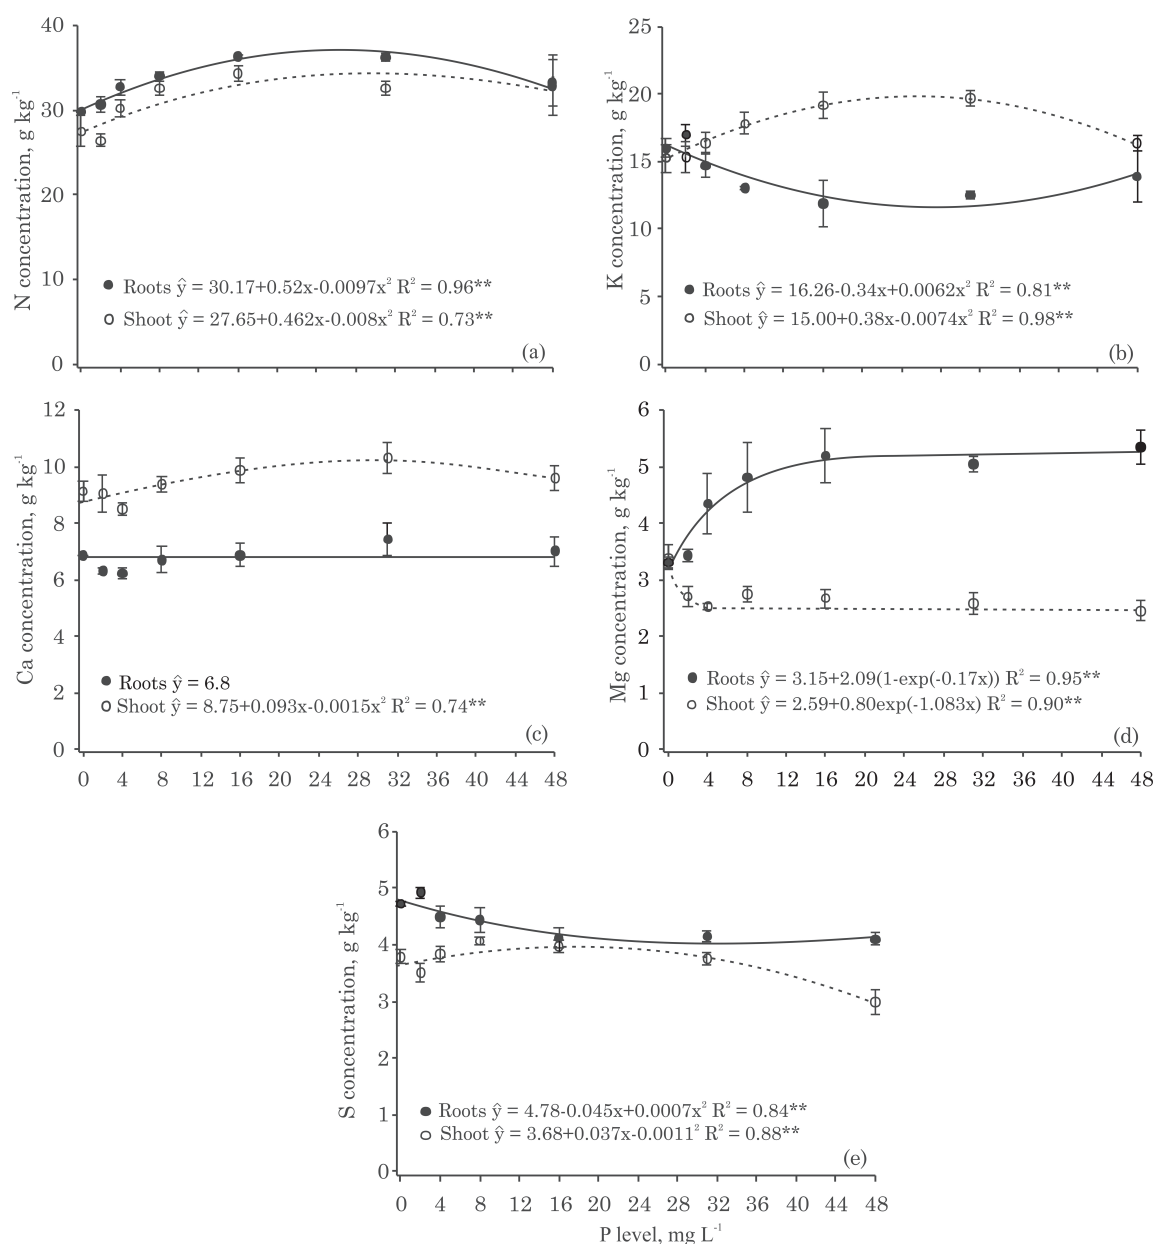 N concentration, g kg⁻¹
40
30
20
10
0
● Roots ŷ = 30.17+0.52x-0.0097x² R² = 0.96**
○ Shoot ŷ = 27.65+0.462x-0.008x² R² = 0.73**
(a)
K concentration, g kg⁻¹
25
20
15
10
5
0
● Roots ŷ = 16.26-0.34x+0.0062x² R² = 0.81**
○ Shoot ŷ = 15.00+0.38x-0.0074x² R² = 0.98**
(b)
Ca concentration, g kg⁻¹
12
10
8
6
4
2
0
● Roots ŷ = 6.8
○ Shoot ŷ = 8.75+0.093x-0.0015x² R² = 0.74**
(c)
0 4 8 12 16 20 24 28 32 36 40 44 48
Mg concentration, g kg⁻¹
6
5
4
3
2
1
0
● Roots ŷ = 3.15+2.09(1-exp(-0.17x)) R² = 0.95**
○ Shoot ŷ = 2.59+0.80exp(-1.083x) R² = 0.90**
(d)
0 4 8 12 16 20 24 28 32 36 40 44 48
S concentration, g kg⁻¹
6
5
4
3
2
1
0
● Roots ŷ = 4.78-0.045x+0.0007x² R² = 0.84**
○ Shoot ŷ = 3.68+0.037x-0.0011² R² = 0.88**
(e)
0 4 8 12 16 20 24 28 32 36 40 44 48
P level, mg L⁻¹